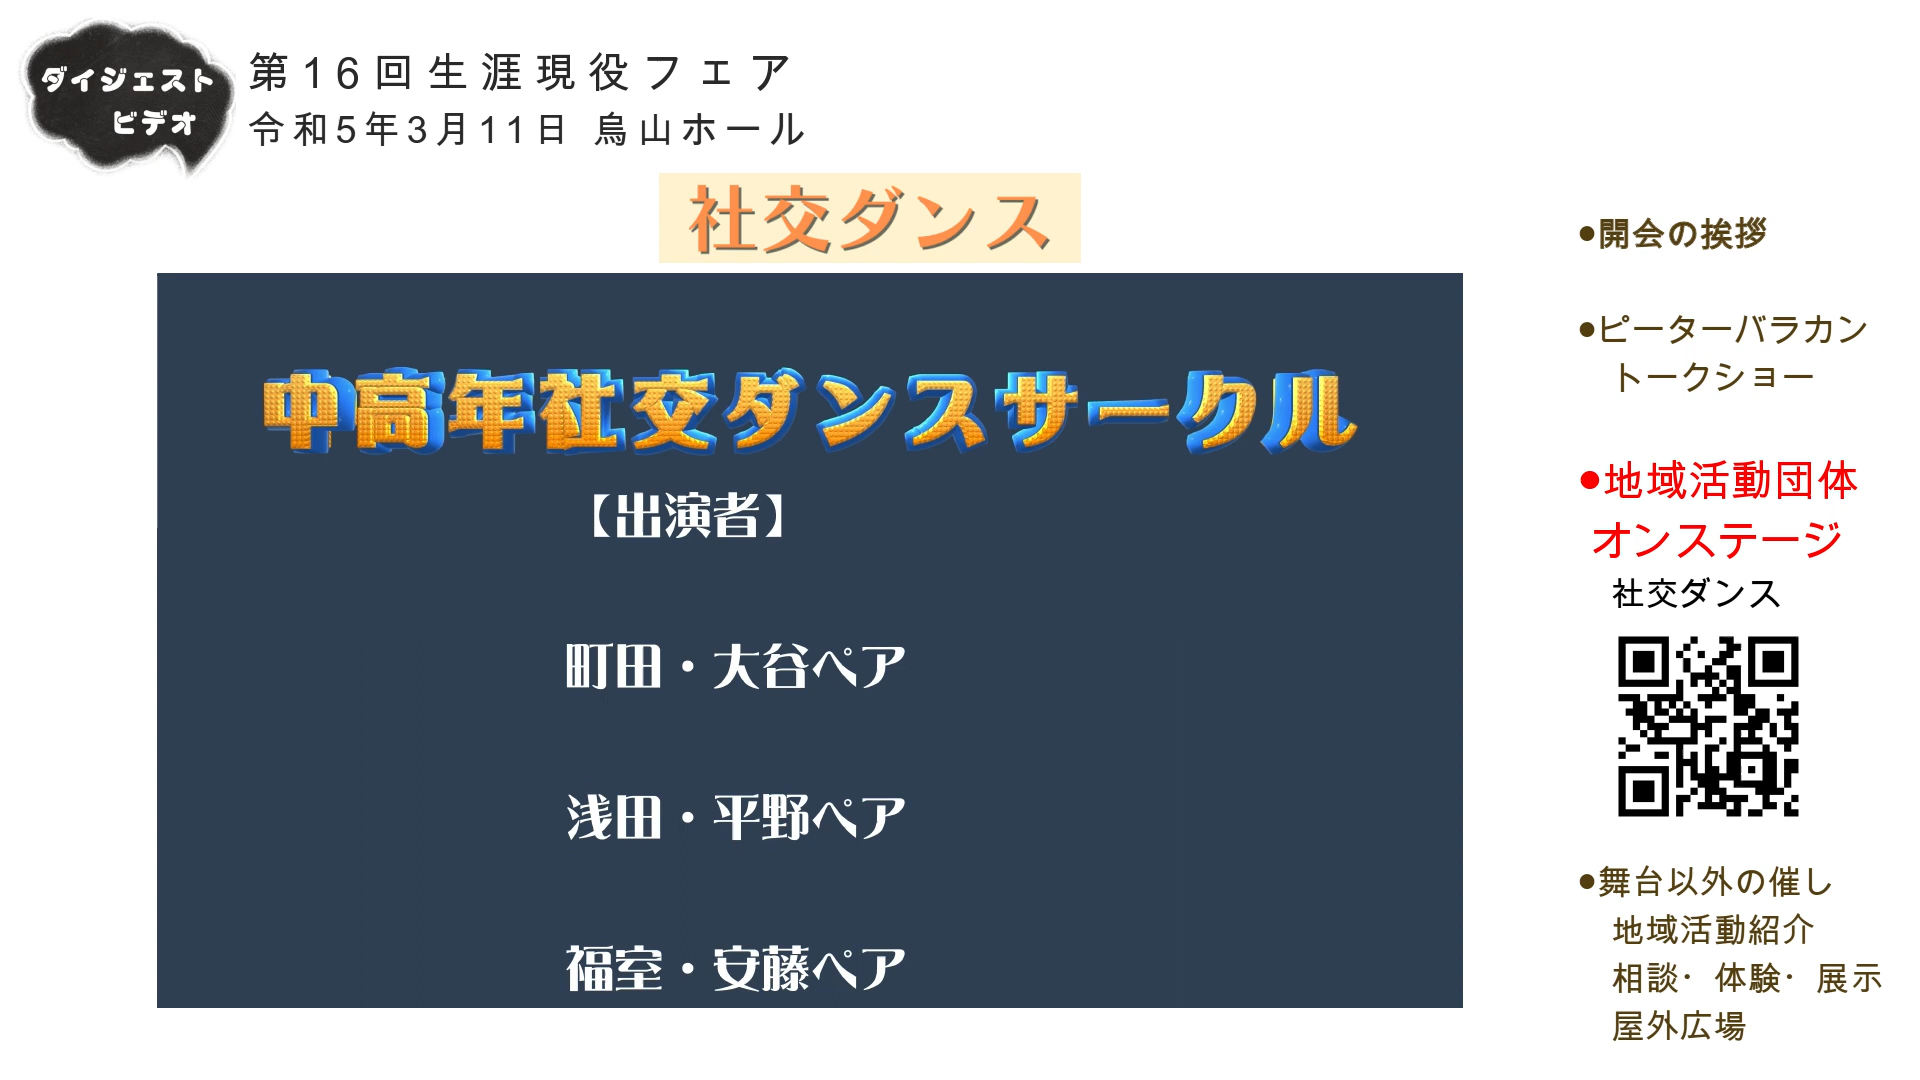 ダイジェスト
ビデオ
第16回生涯現役フェア
令和5年3月11日 烏山ホール
社交ダンス
中高年社交ダンスサークル
【出演者】
町田・大谷ペア
浅田・平野ペア
福室・安藤ペア
●開会の挨拶
●ピーターバラカン
トークショー
●地域活動団体
オンステージ
社交ダンス
●舞台以外の催し
地域活動紹介
相談・体験・展示
屋外広場